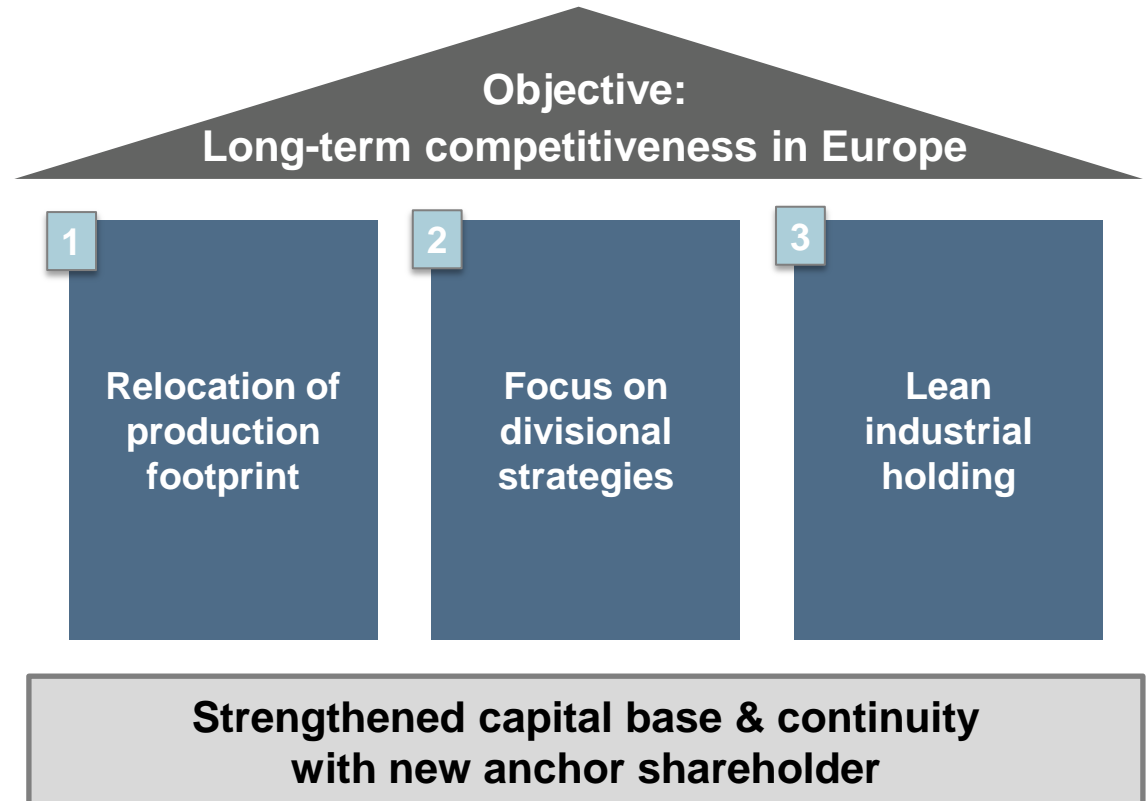 Objective:
Long-term competitiveness in Europe
1
Relocation of
production
footprint
2
Focus on
divisional
strategies
3
Lean
industrial
holding
Strengthened capital base & continuity
with new anchor shareholder